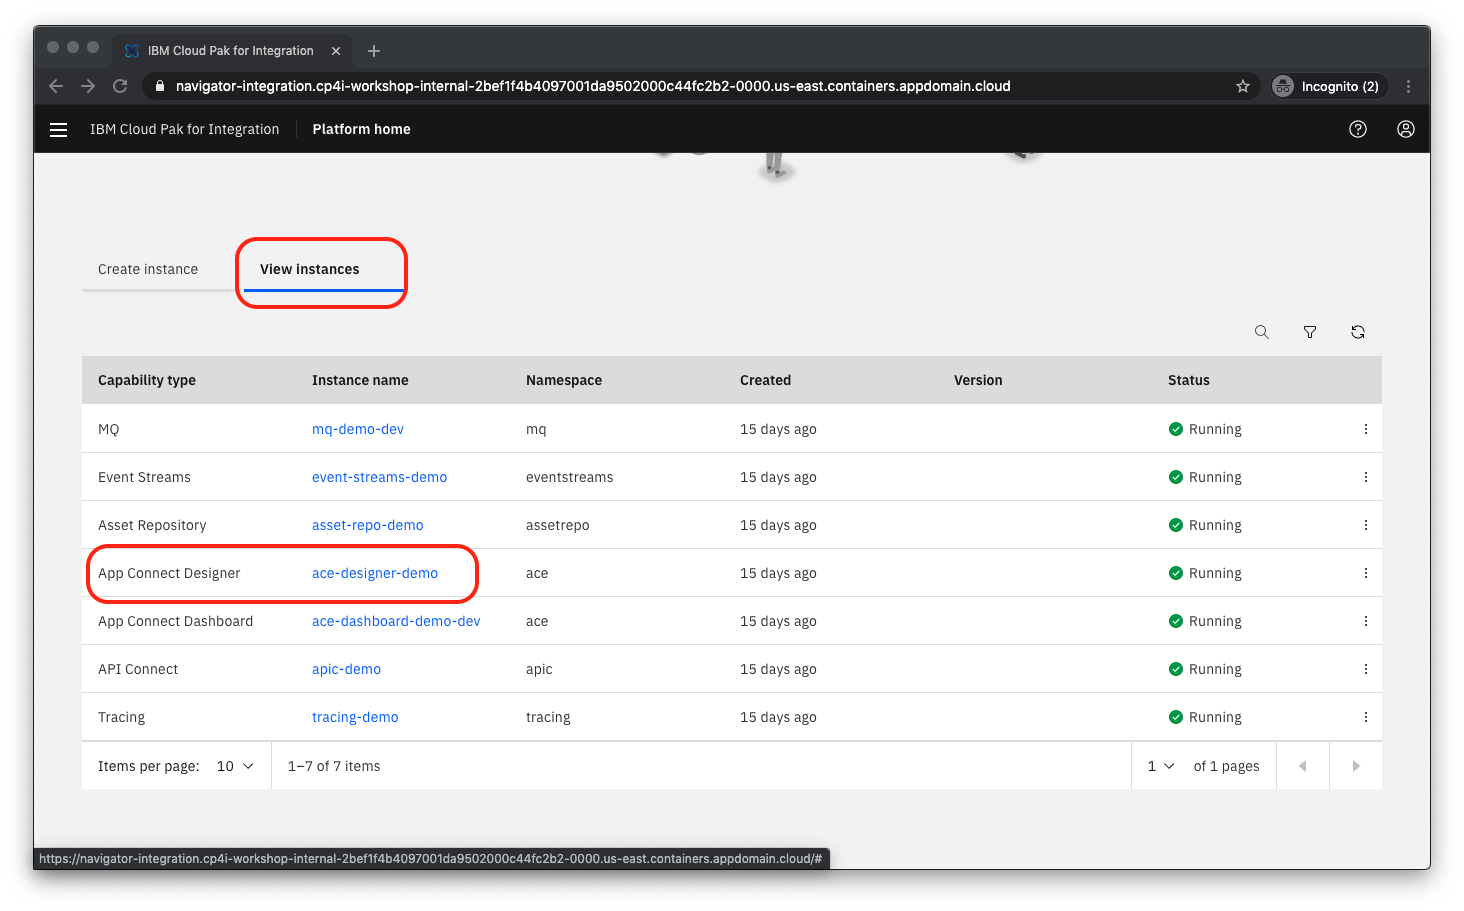 IBM Cloud Pak for Integration
navigator-integration.cp4i-workshop-internal-2bef1f4b4097001da9502000c44fc2b2-0000.us-east.containers.appdomain.cloud
Incognito (2)
IBM Cloud Pak for Integration Platform home
Create instance View instances
Capability type Instance name Namespace Created Version Status
MQ mq-demo-dev mq 15 days ago Running
Event Streams event-streams-demo eventstreams 15 days ago Running
Asset Repository asset-repo-demo assetrepo 15 days ago Running
App Connect Designer ace-designer-demo ace 15 days ago Running
App Connect Dashboard ace-dashboard-demo-dev ace 15 days ago Running
API Connect apic-demo apic 15 days ago Running
Tracing tracing-demo tracing 15 days ago Running
Items per page: 10 1–7 of 7 items 1 of 1 pages
https://navigator-integration.cp4i-workshop-internal-2bef1f4b4097001da9502000c44fc2b2-0000.us-east.containers.appdomain.cloud/#